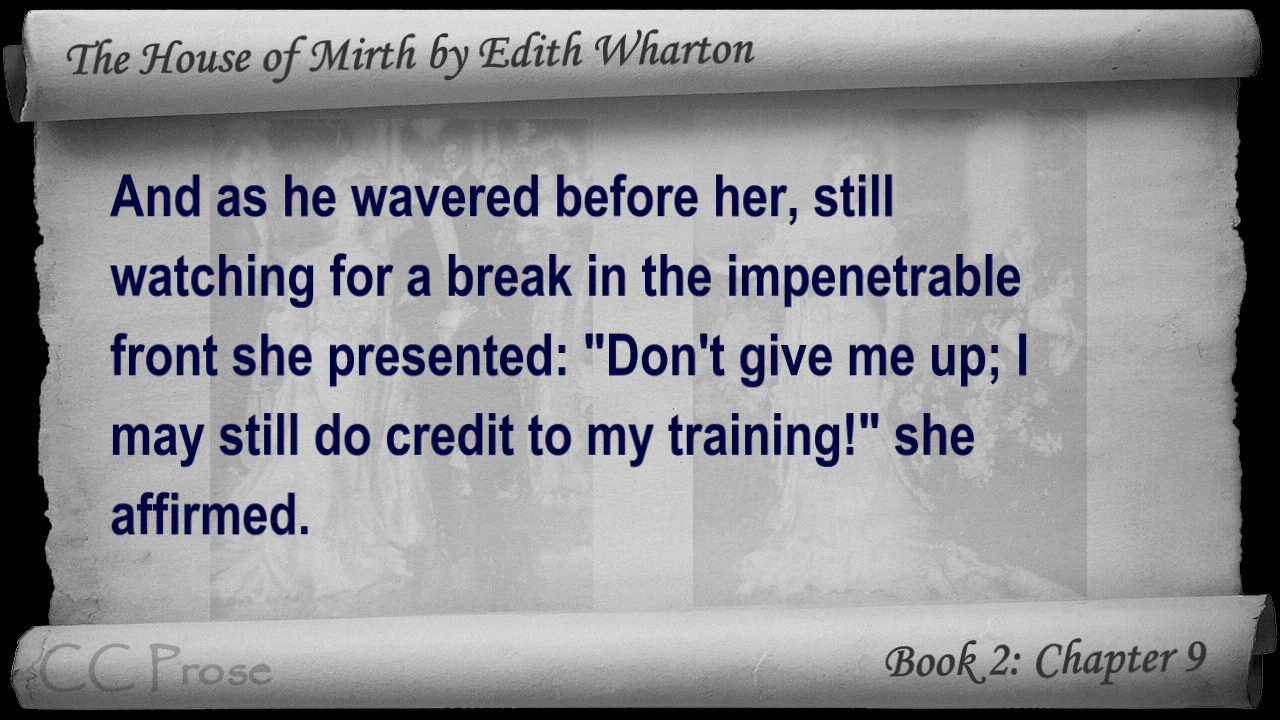 The House of Mirth by Edith Wharton
And as he wavered before her, still
watching for a break in the impenetrable
front she presented: "Don't give me up; I
may still do credit to my training!" she
affirmed.
CC Prose
Book 2: Chapter 9